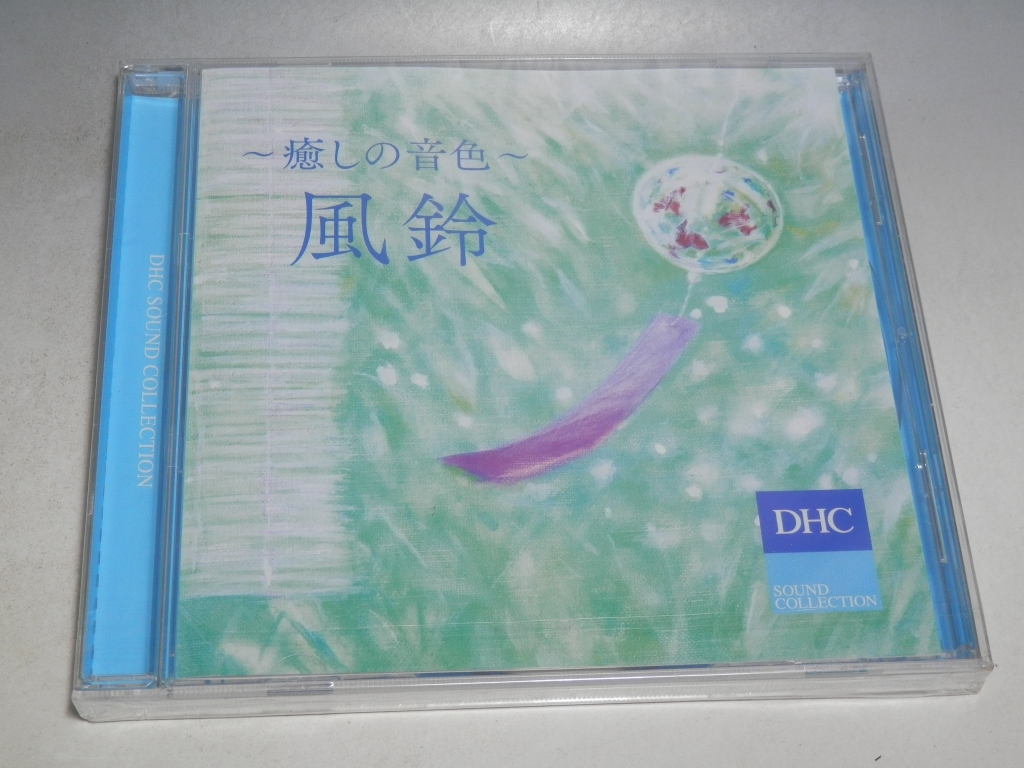 ～癒しの音色～
風鈴
DHC SOUND COLLECTION
DHC
SOUND
COLLECTION